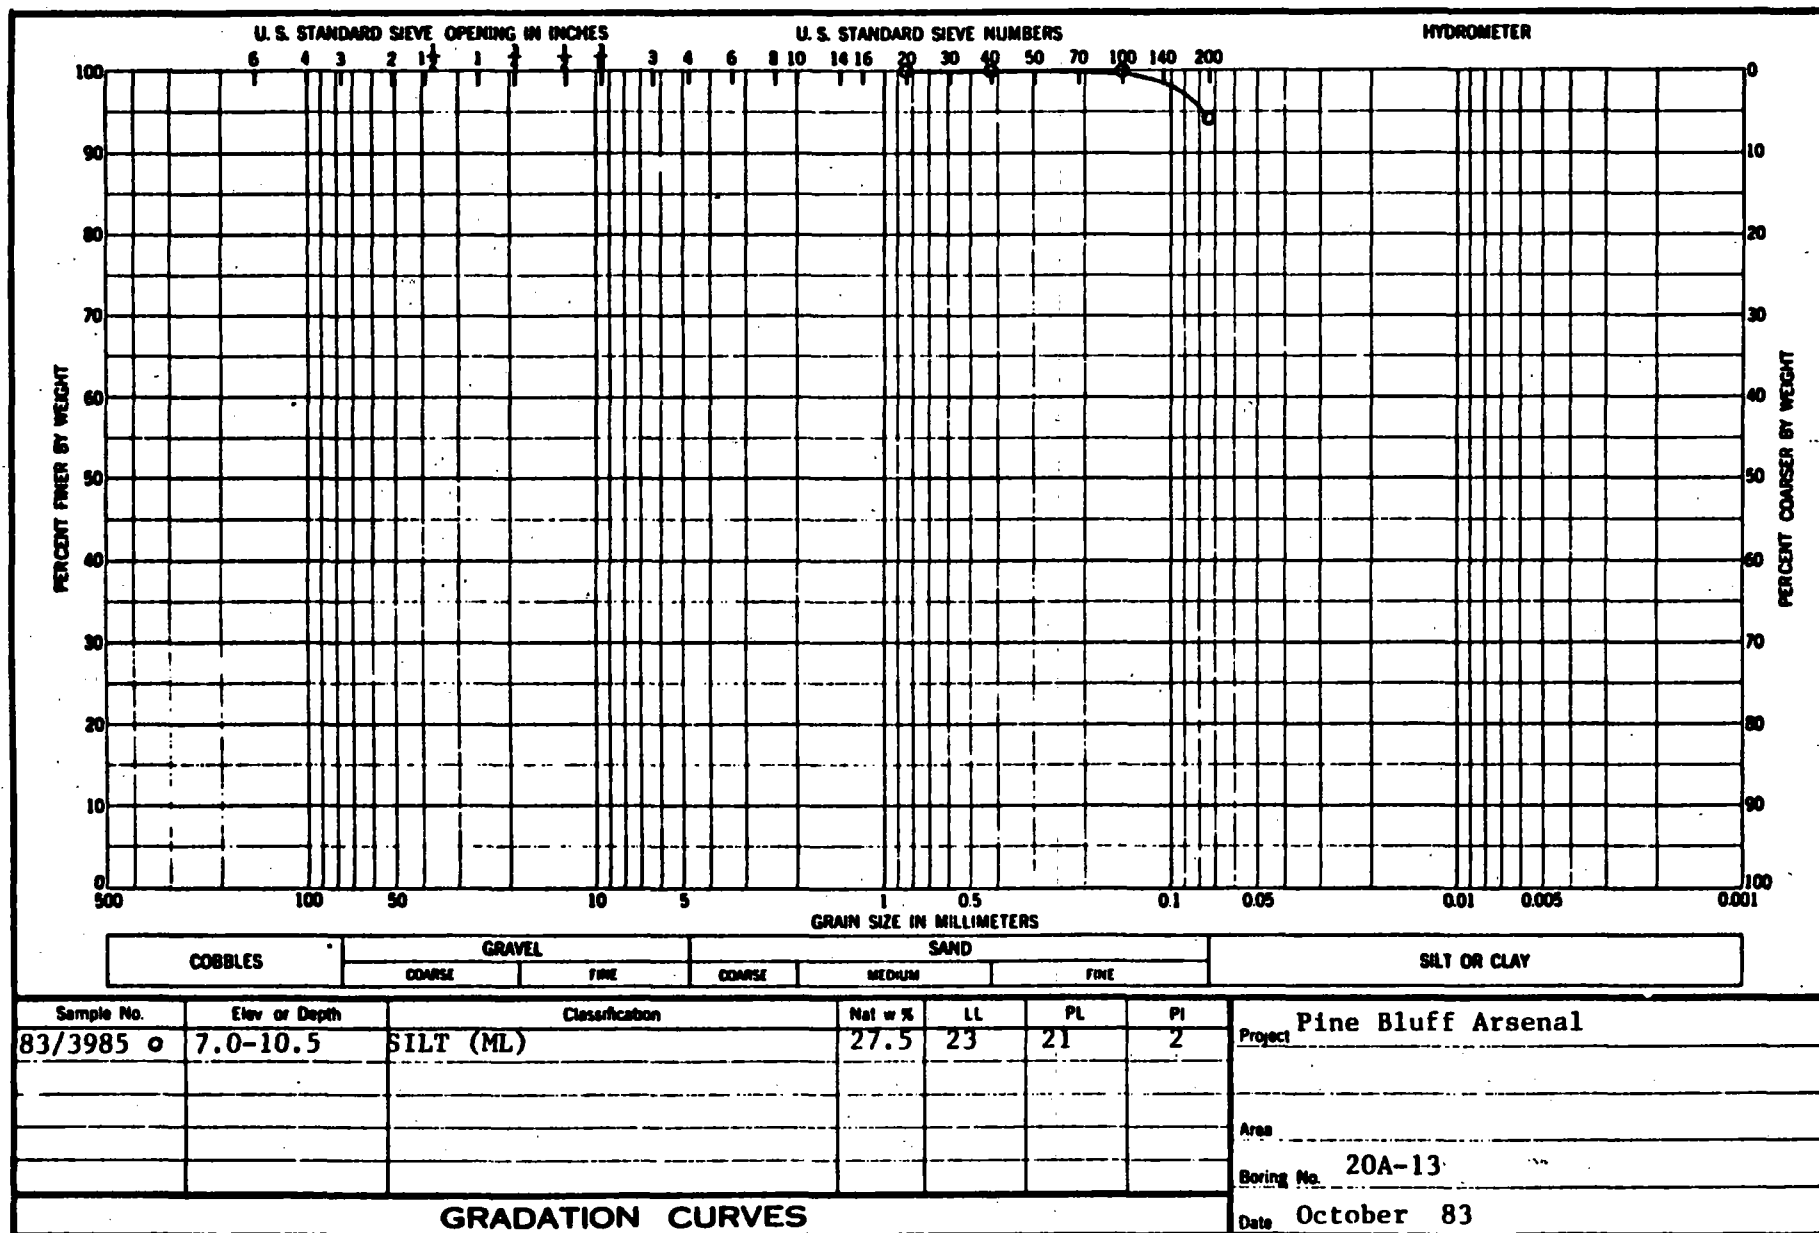 U. S. STANDARD SIEVE OPENING IN INCHES U. S. STANDARD SIEVE NUMBERS HYDROMETER
6 4 3 2 1½ 1 ¾ ½ 3 4 6 8 10 14 16 20 30 40 50 70 100 140 200
100 0
90 10
80 20
70 30
60 40
50 50
40 60
30 70
20 80
10 90
0 100
PERCENT FINER BY WEIGHT
PERCENT COARSER BY WEIGHT
500 100 50 10 5 1 0.5 0.1 0.05 0.01 0.005 0.001
GRAIN SIZE IN MILLIMETERS
COBBLES GRAVEL SAND SILT OR CLAY
COARSE FINE COARSE MEDIUM FINE
Sample No. Elev or Depth Classification Nat w % LL PL PI
83/3985 o 7.0-10.5 SILT (ML) 27.5 23 21 2
Project Pine Bluff Arsenal
Area
Boring No. 20A-13
Date October 83
GRADATION CURVES